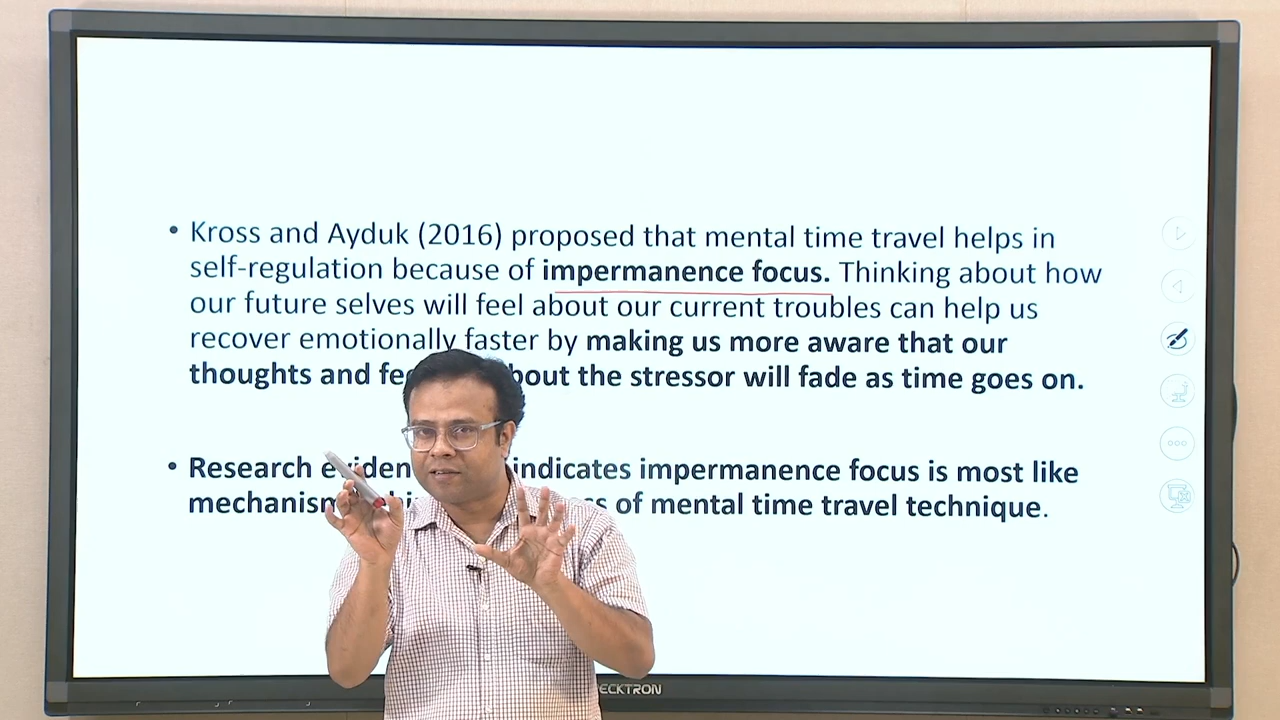 • Kross and Ayduk (2016) proposed that mental time travel helps in
self-regulation because of impermanence focus. Thinking about how
our future selves will feel about our current troubles can help us
recover emotionally faster by making us more aware that our
thoughts and fe bout the stressor will fade as time goes on.
• Research eviden indicates impermanence focus is most like
mechanism of mental time travel technique.
ECKTRON